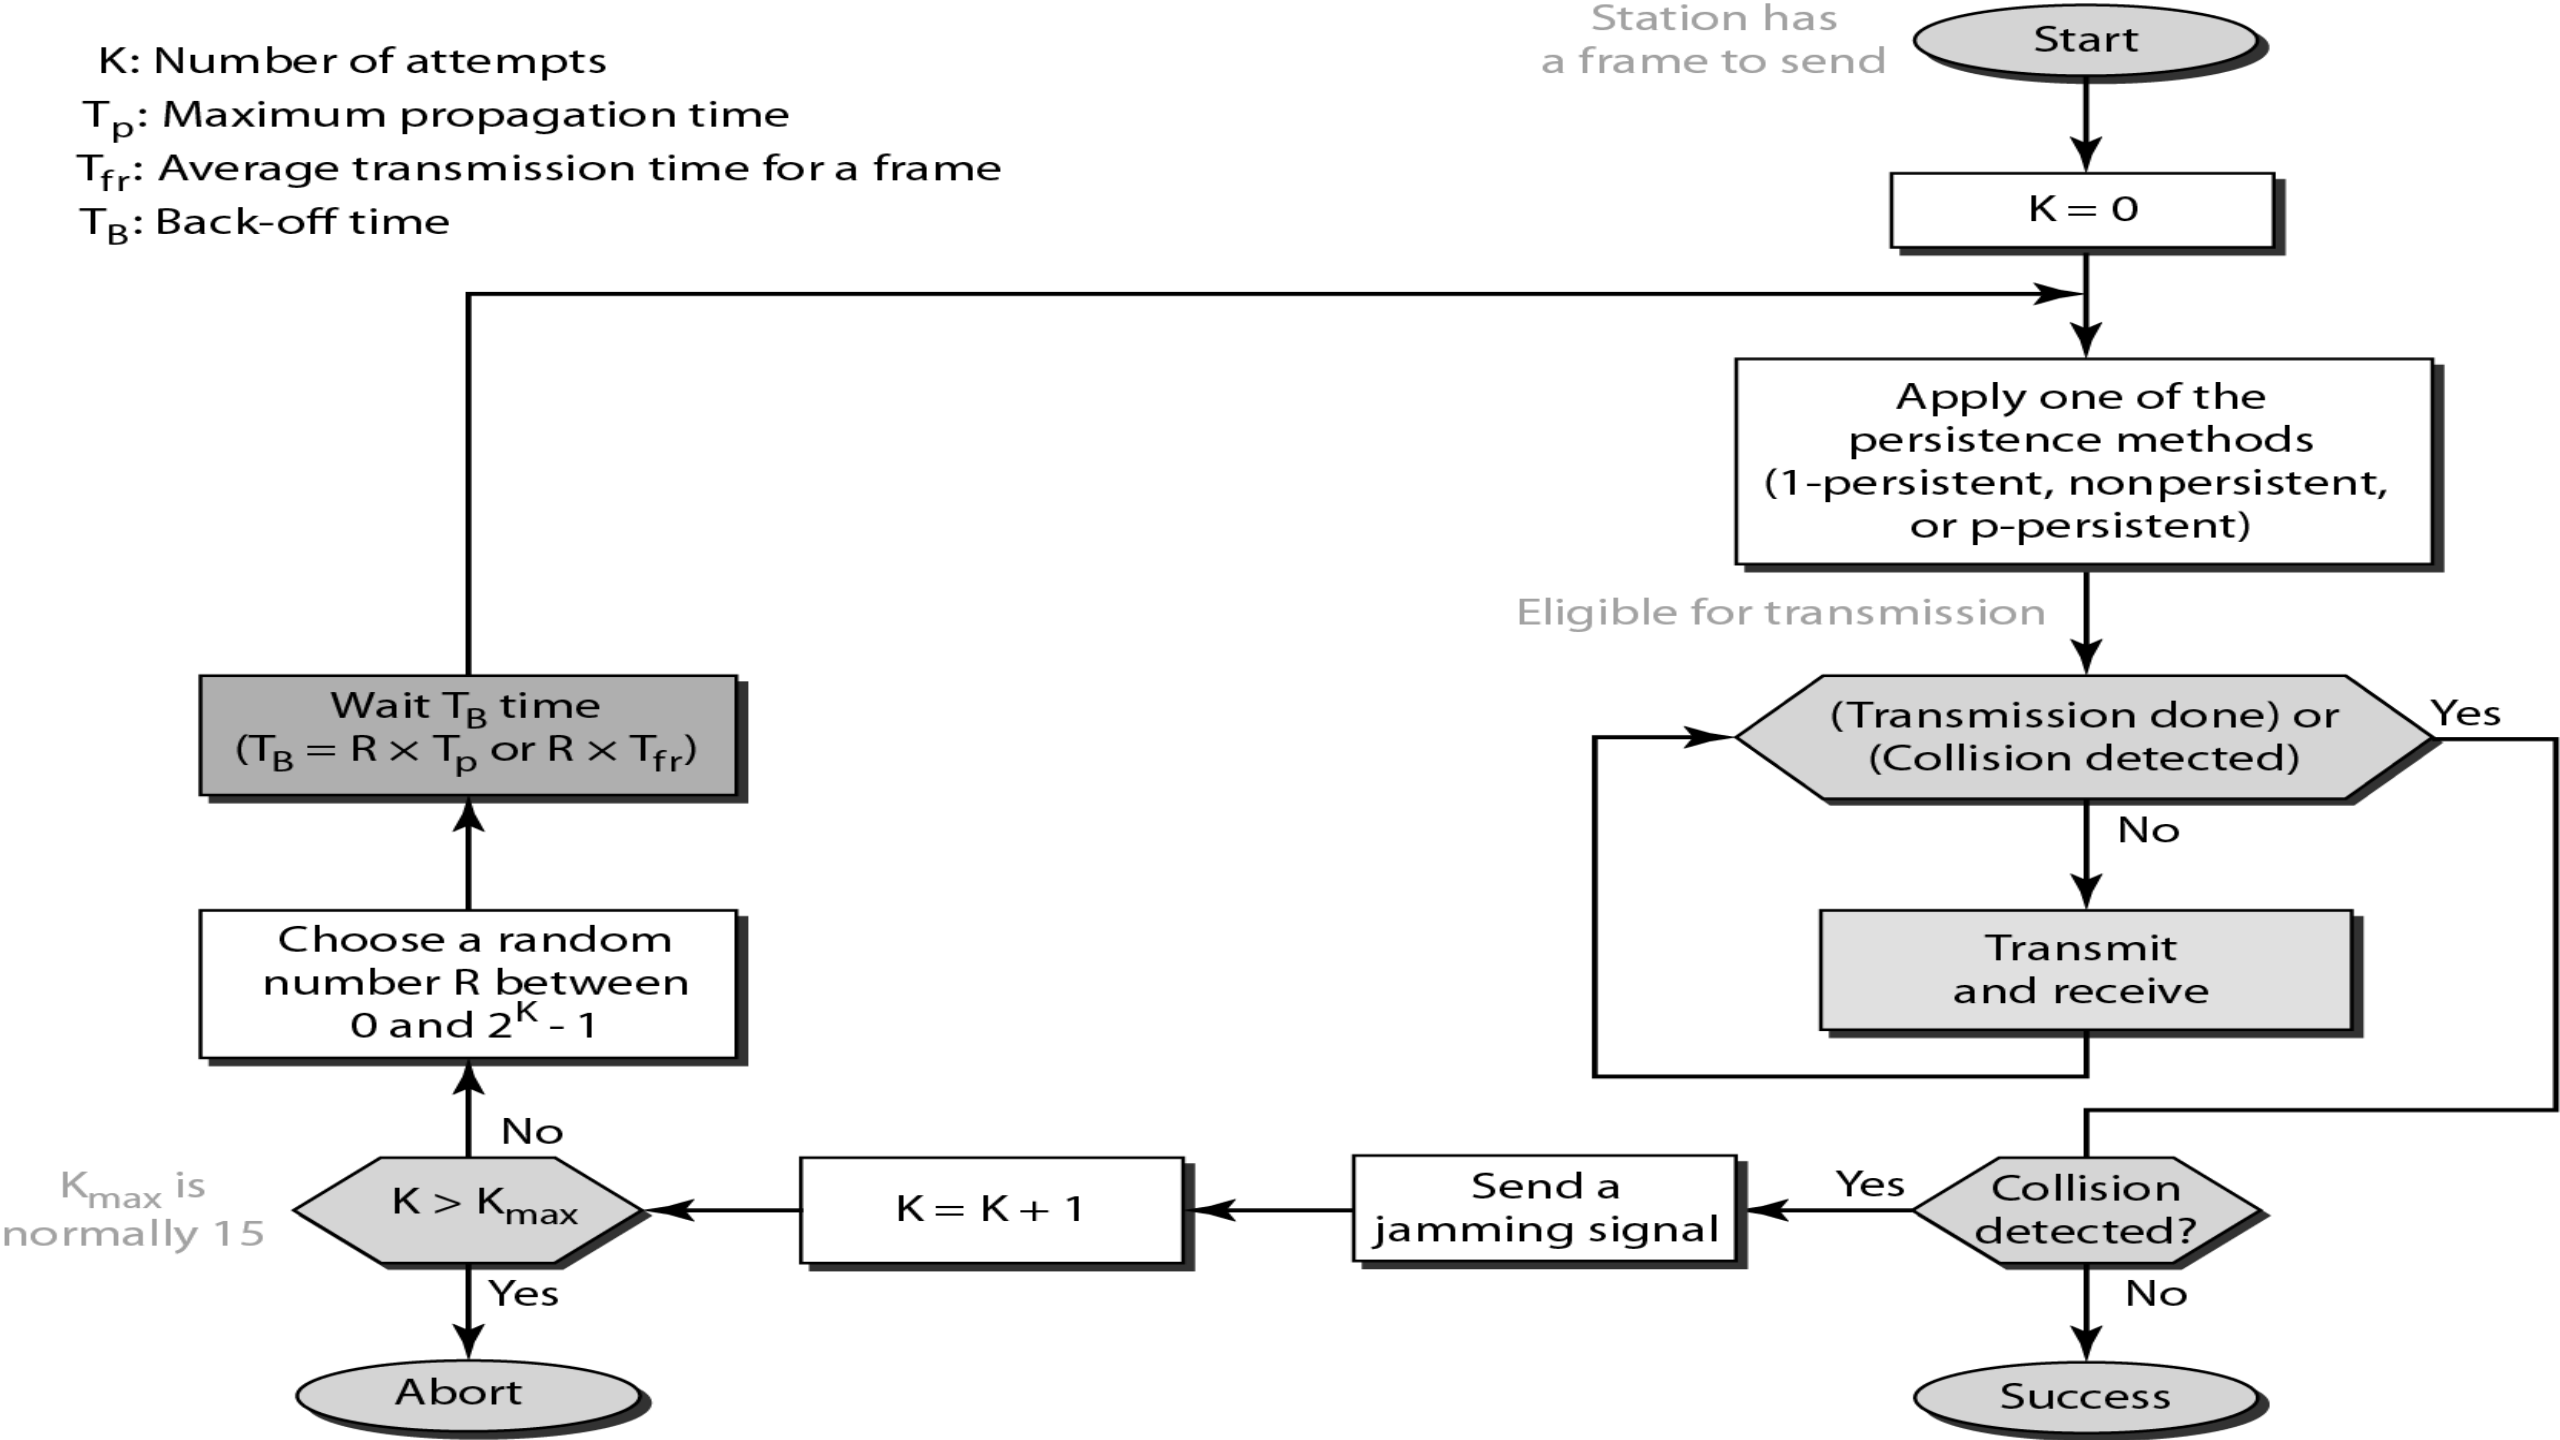 K: Number of attempts
Tp: Maximum propagation time
Tfr: Average transmission time for a frame
TB: Back-off time
Station has
a frame to send
Start
K = 0
Apply one of the
persistence methods
(1-persistent, nonpersistent,
or p-persistent)
Eligible for transmission
(Transmission done) or
(Collision detected)
Yes
No
Transmit
and receive
Collision
detected?
Yes
No
Success
Send a
jamming signal
K = K + 1
K > Kmax
Kmax is
normally 15
Yes
Abort
No
Choose a random
number R between
0 and 2^K - 1
Wait TB time
(TB = R × Tp or R × Tfr)